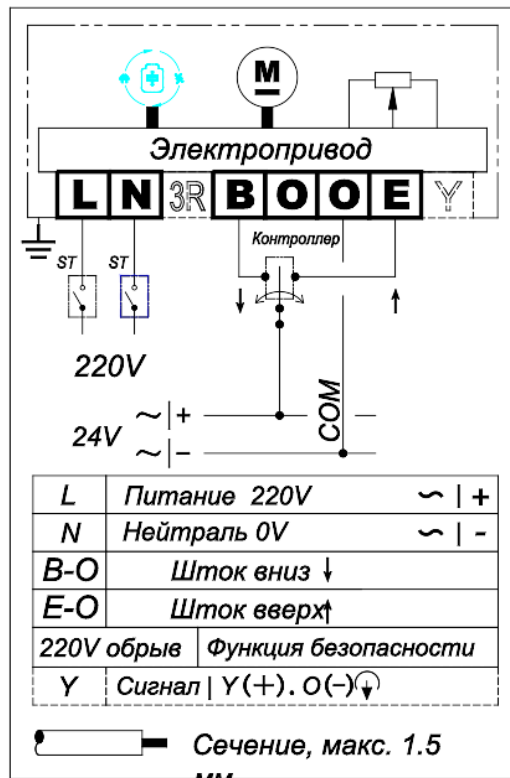 M
Электропривод
L N 3R B O O E Y
Контроллер
ST ST
220V
24V ~|+
~|-
COM
L Питание 220V ∽ | +
N Нейтраль 0V ∽ | -
B-O Шток вниз ↓
E-O Шток вверх↑
220V обрыв Функция безопасности
Y Сигнал | Y(+). O(-)
Сечение, макс. 1.5
мм